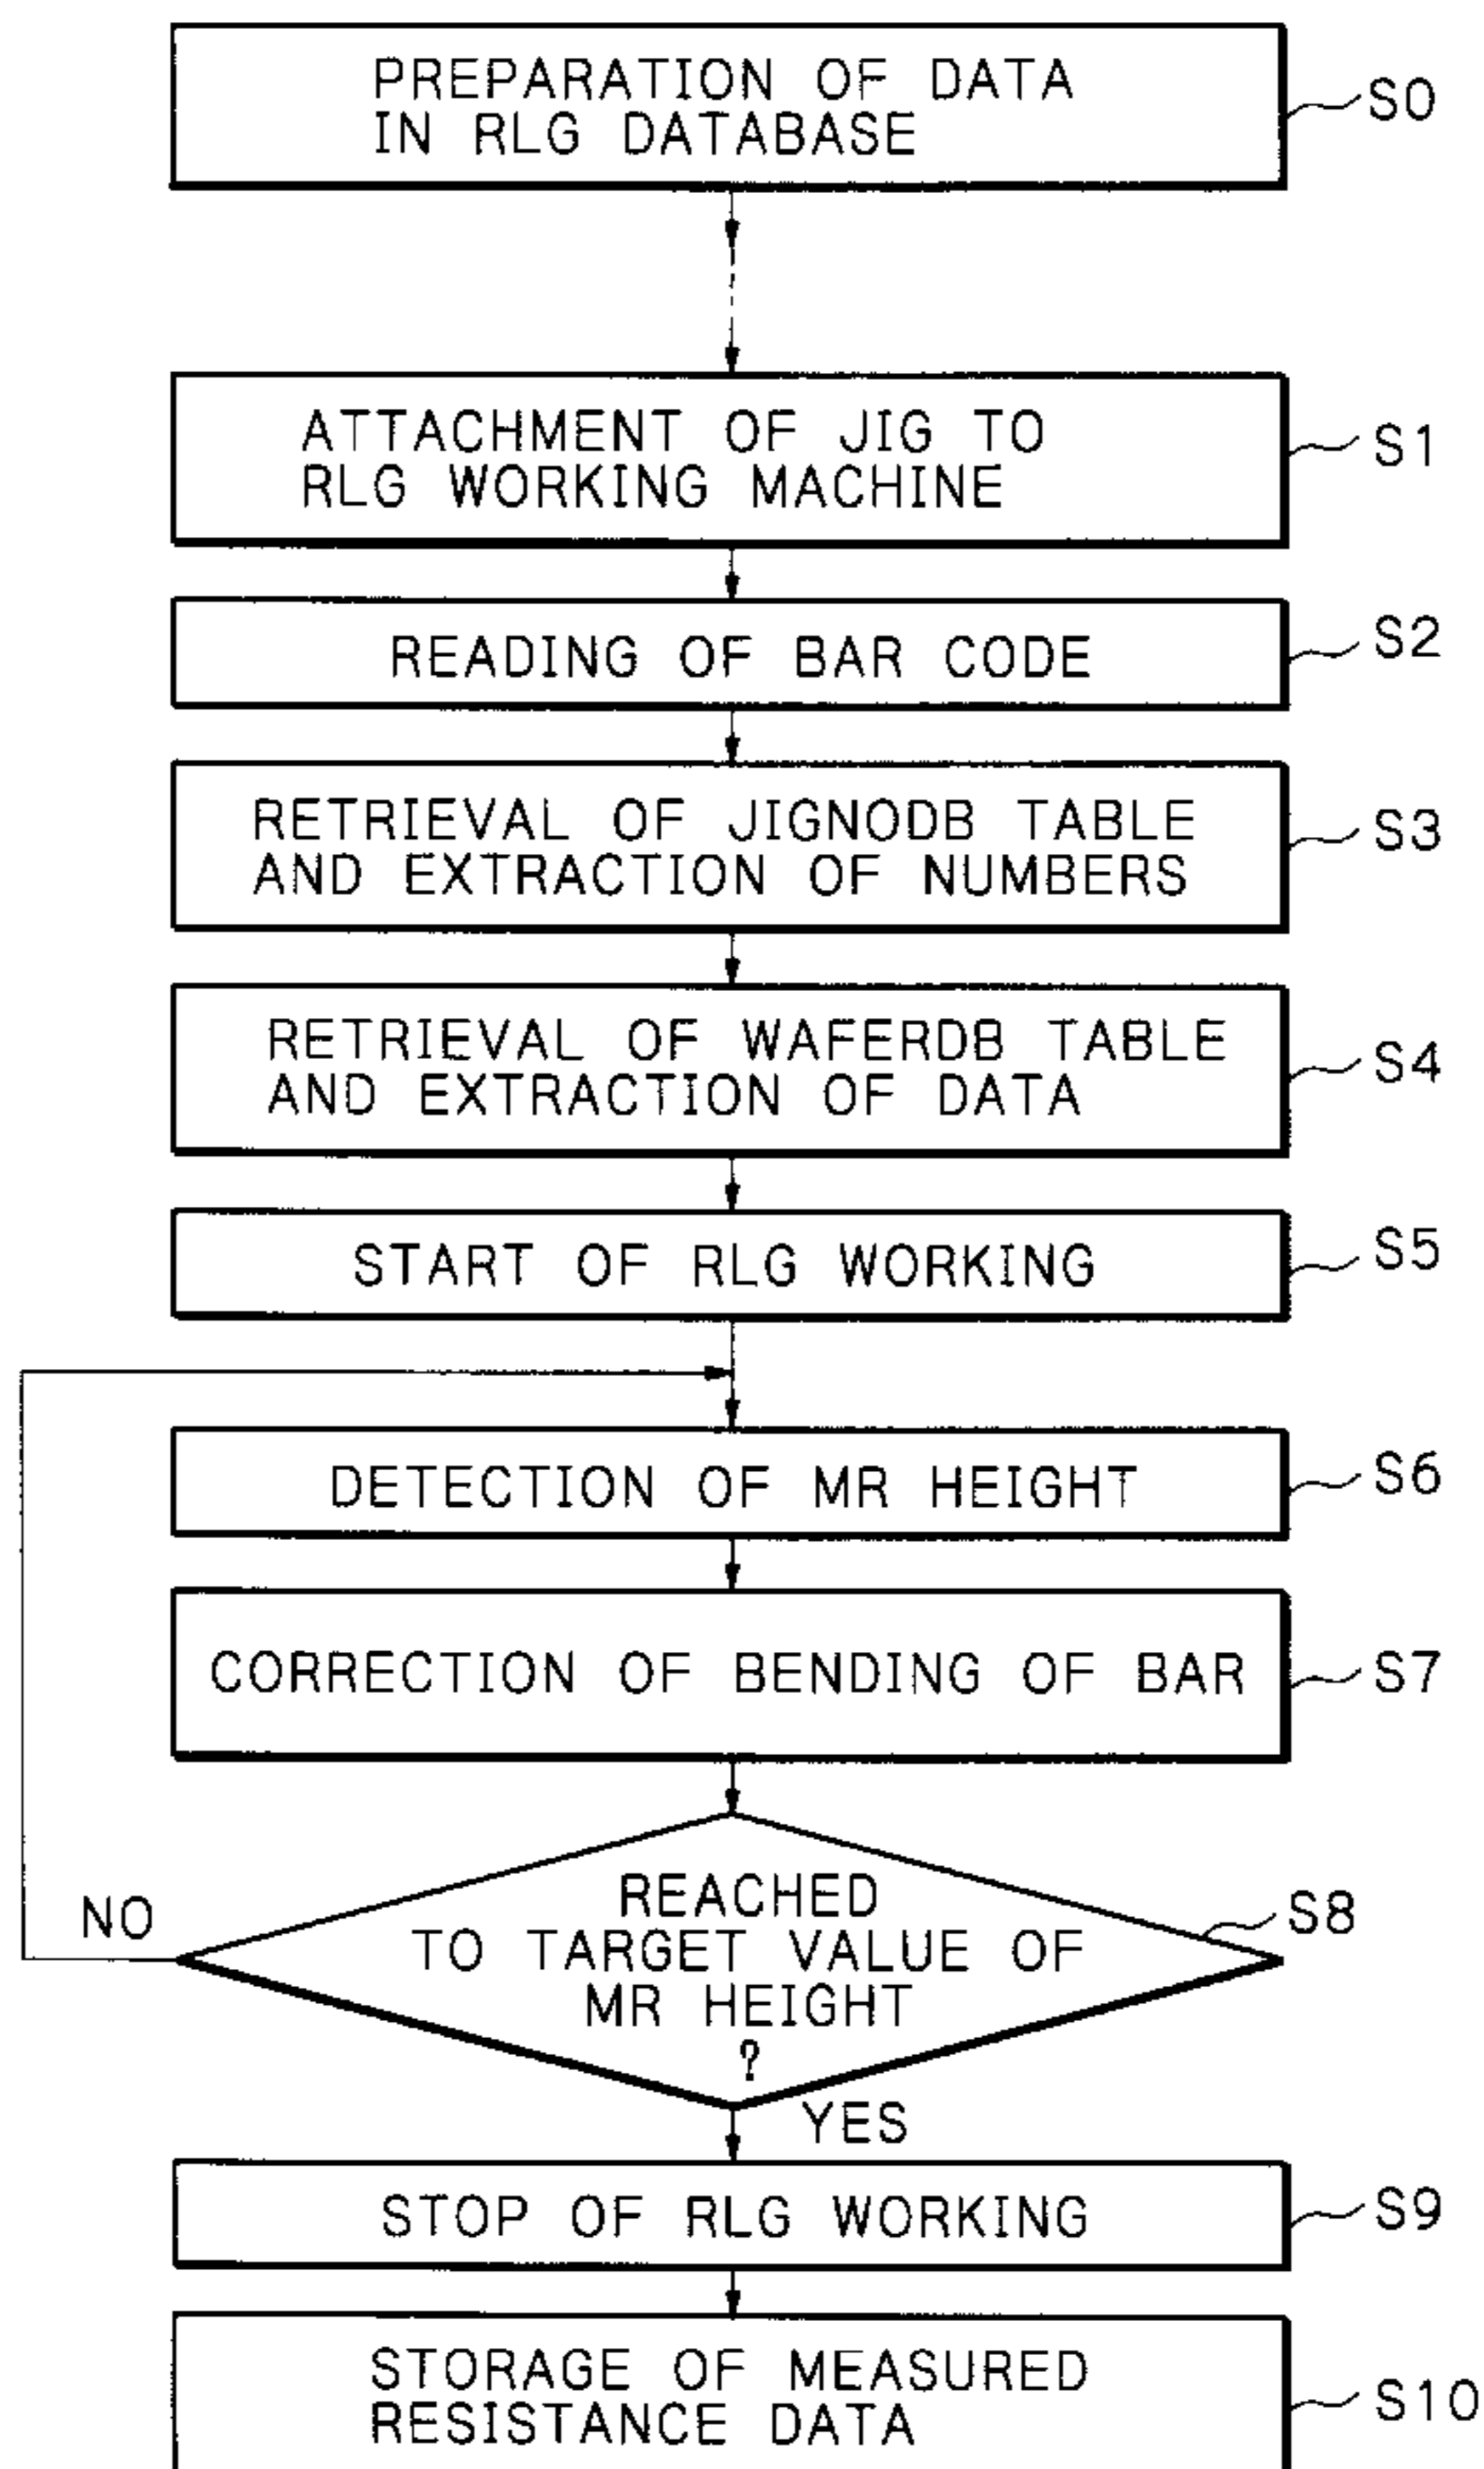 PREPARATION OF DATA
IN RLG DATABASE
S0
ATTACHMENT OF JIG TO
RLG WORKING MACHINE
S1
READING OF BAR CODE
S2
RETRIEVAL OF JIGNODB TABLE
AND EXTRACTION OF NUMBERS
S3
RETRIEVAL OF WAFERDB TABLE
AND EXTRACTION OF DATA
S4
START OF RLG WORKING
S5
DETECTION OF MR HEIGHT
S6
CORRECTION OF BENDING OF BAR
S7
REACHED
TO TARGET VALUE OF
MR HEIGHT
?
S8
NO
YES
STOP OF RLG WORKING
S9
STORAGE OF MEASURED
RESISTANCE DATA
S10